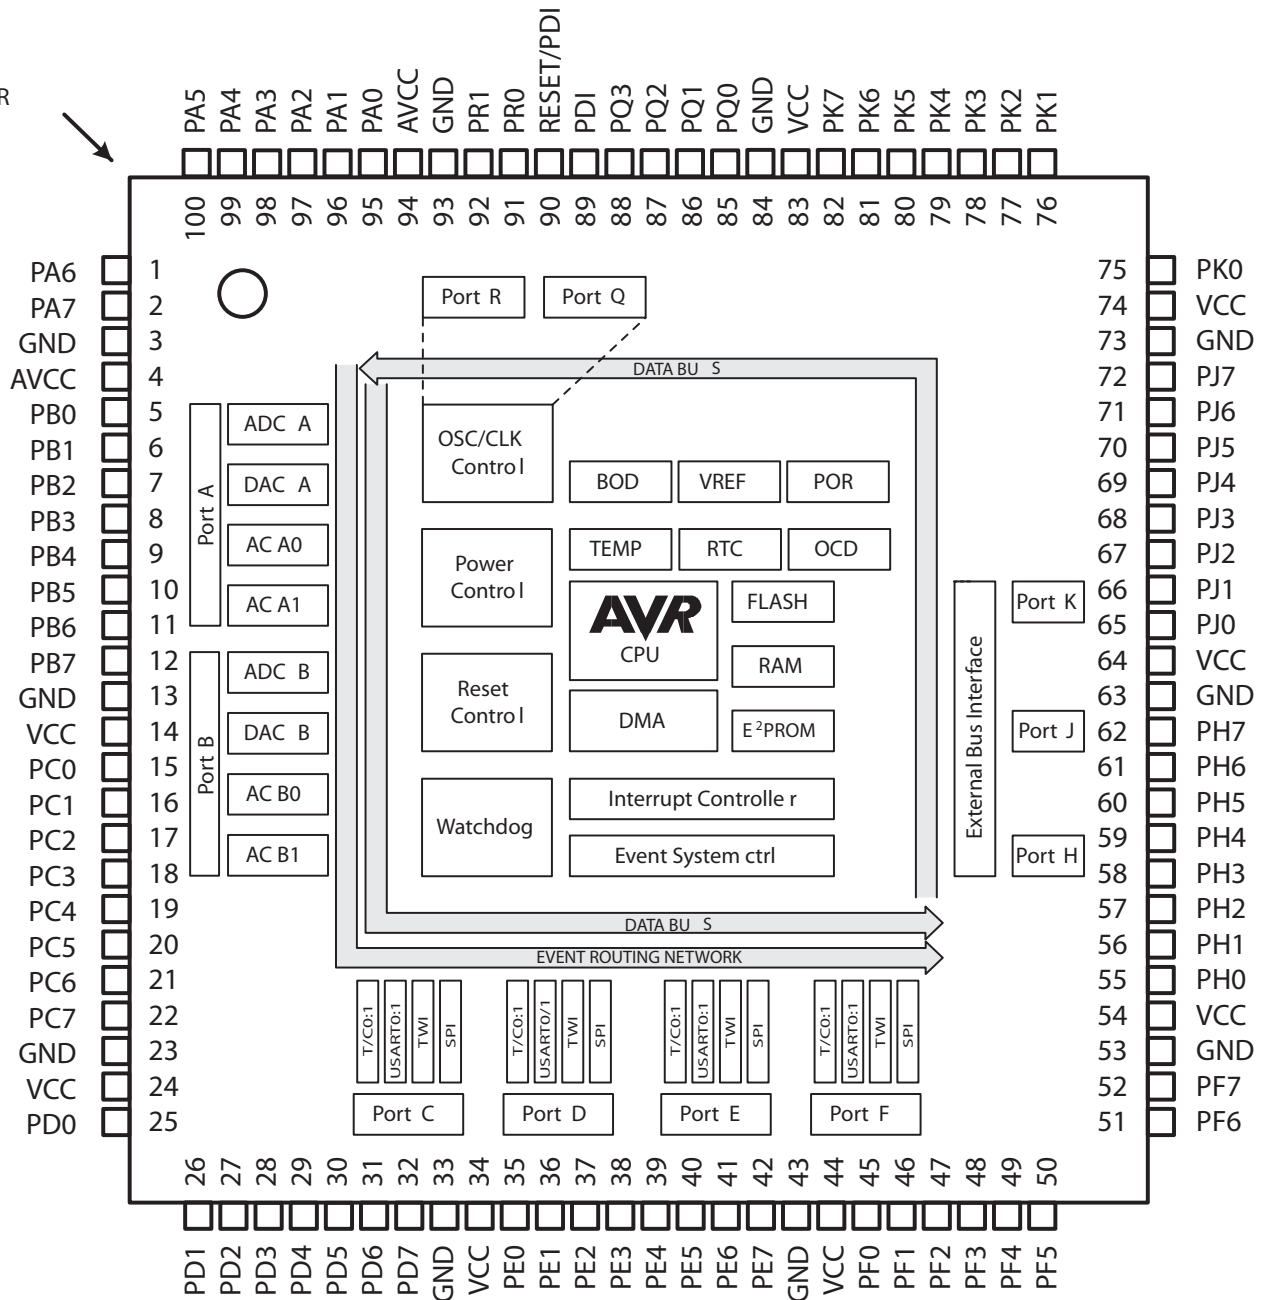 R
PA5 PA4 PA3 PA2 PA1 PA0 AVCC GND PR1 PR0 RESET/PDI PDI PQ3 PQ2 PQ1 PQ0 GND VCC PK7 PK6 PK5 PK4 PK3 PK2 PK1
100 99 98 97 96 95 94 93 92 91 90 89 88 87 86 85 84 83 82 81 80 79 78 77 76
PA6 1
PA7 2
GND 3
AVCC 4
PB0 5
PB1 6
PB2 7
PB3 8
PB4 9
PB5 10
PB6 11
PB7 12
GND 13
VCC 14
PC0 15
PC1 16
PC2 17
PC3 18
PC4 19
PC5 20
PC6 21
PC7 22
GND 23
VCC 24
PD0 25
Port R
Port Q
DATA BU S
Port A
ADC A
DAC A
AC A0
AC A1
Port B
ADC B
DAC B
AC B0
AC B1
OSC/CLK
Control
Power
Control
Reset
Control
Watchdog
BOD
VREF
POR
TEMP
RTC
OCD
AVR
CPU
FLASH
RAM
DMA
E2PROM
Interrupt Controlle r
Event System ctrl
External Bus Interface
Port K
Port J
Port H
DATA BU S
EVENT ROUTING NETWORK
T/C0:1
USART0:1
TWI
SPI
T/C0:1
USART0/1
TWI
SPI
T/C0:1
USART0:1
TWI
SPI
T/C0:1
USART0:1
TWI
SPI
Port C
Port D
Port E
Port F
75 PK0
74 VCC
73 GND
72 PJ7
71 PJ6
70 PJ5
69 PJ4
68 PJ3
67 PJ2
66 PJ1
65 PJ0
64 VCC
63 GND
62 PH7
61 PH6
60 PH5
59 PH4
58 PH3
57 PH2
56 PH1
55 PH0
54 VCC
53 GND
52 PF7
51 PF6
26 27 28 29 30 31 32 33 34 35 36 37 38 39 40 41 42 43 44 45 46 47 48 49 50
PD1 PD2 PD3 PD4 PD5 PD6 PD7 GND VCC PE0 PE1 PE2 PE3 PE4 PE5 PE6 PE7 GND VCC PF0 PF1 PF2 PF3 PF4 PF5